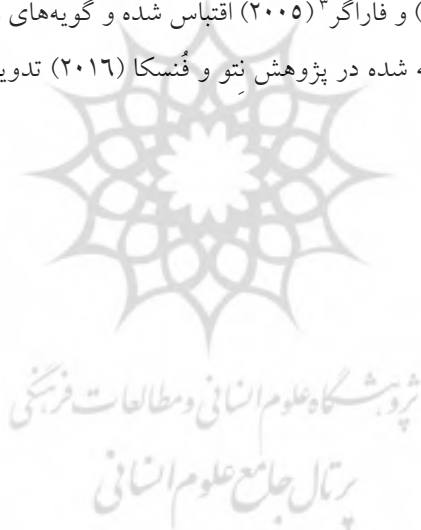 ) و فاراگر۳ (۲۰۰۵) اقتباس شده و گویه‌های
ه شده در پژوهش نِتو و فُنسکا (۲۰۱۶) تدوی
پژوهشگاه علوم انسانی و مطالعات فرهنگی
پرتال جامع علوم انسانی